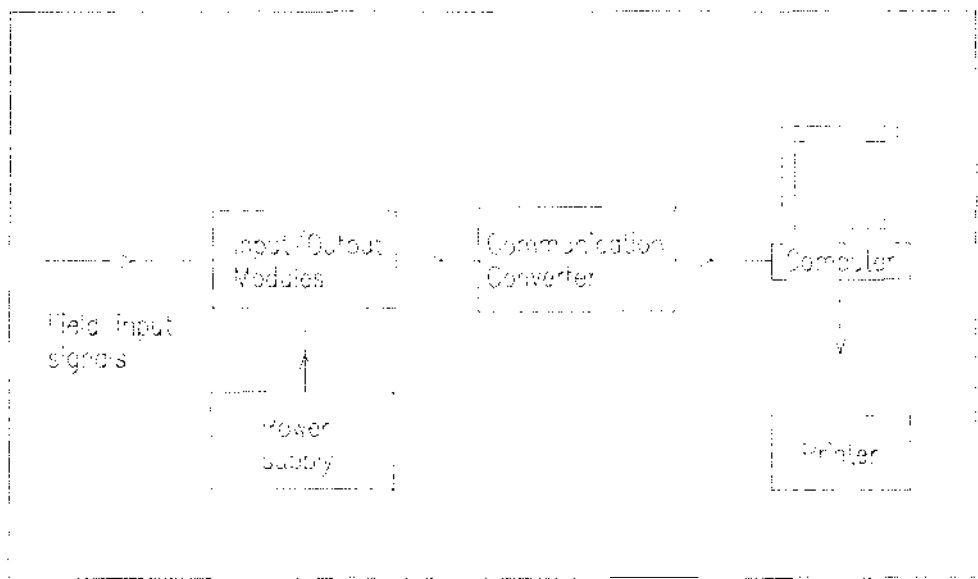 Input/Output
Modules
Communication
Converter
Computer
Field input
signals
Power
supply
Printer